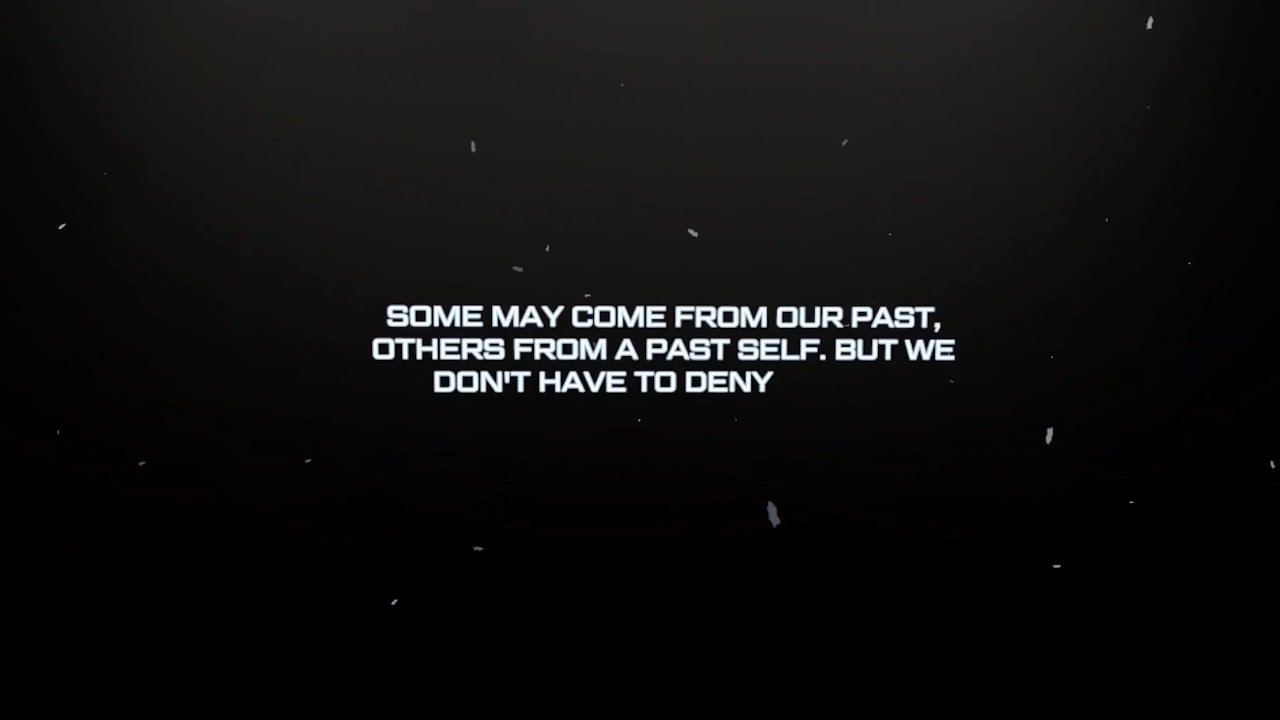 SOME MAY COME FROM OUR PAST,
OTHERS FROM A PAST SELF. BUT WE
DON'T HAVE TO DENY